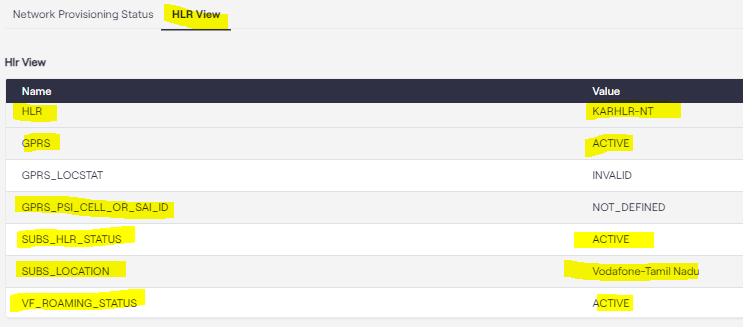 Network Provisioning Status HLR View
Hlr View
Name Value
HLR KARHLR-NT
GPRS ACTIVE
GPRS_LOCSTAT INVALID
GPRS_PSI_CELL_OR_SAI_ID NOT_DEFINED
SUBS_HLR_STATUS ACTIVE
SUBS_LOCATION Vodafone-Tamil Nadu
VF_ROAMING_STATUS ACTIVE